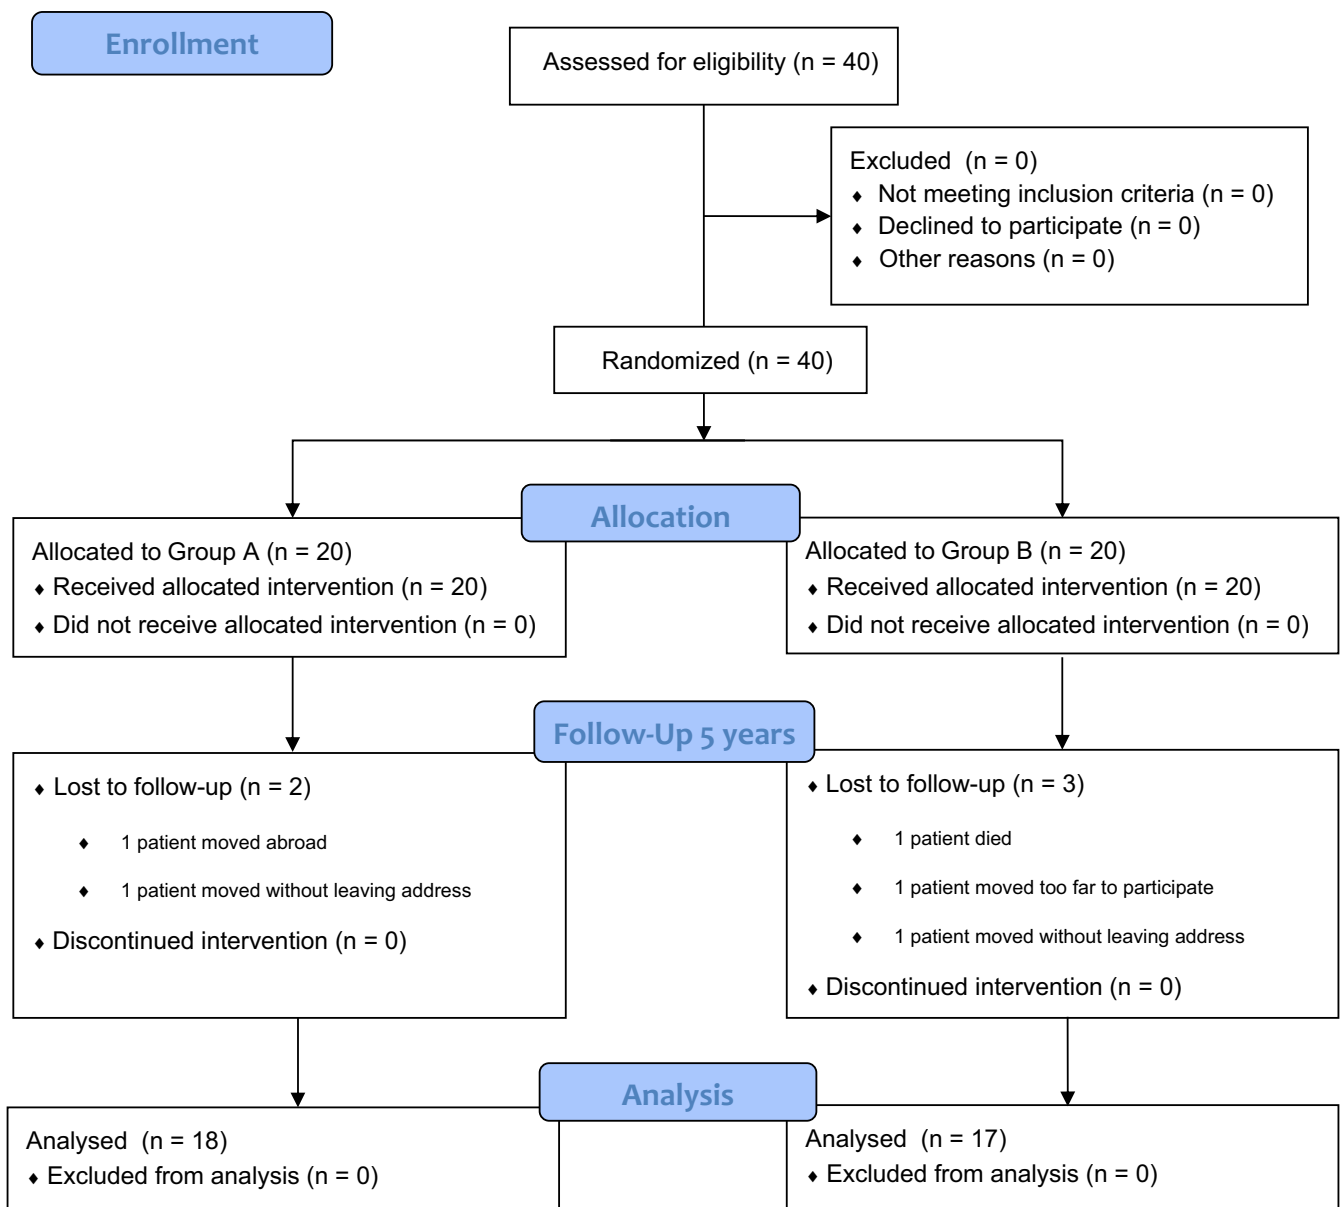 Enrollment
Assessed for eligibility (n = 40)
Excluded (n = 0)
♦ Not meeting inclusion criteria (n = 0)
♦ Declined to participate (n = 0)
♦ Other reasons (n = 0)
Randomized (n = 40)
Allocation
Allocated to Group A (n = 20)
♦ Received allocated intervention (n = 20)
♦ Did not receive allocated intervention (n = 0)
Allocated to Group B (n = 20)
♦ Received allocated intervention (n = 20)
♦ Did not receive allocated intervention (n = 0)
Follow-Up 5 years
♦ Lost to follow-up (n = 2)
♦ 1 patient moved abroad
♦ 1 patient moved without leaving address
♦ Discontinued intervention (n = 0)
♦ Lost to follow-up (n = 3)
♦ 1 patient died
♦ 1 patient moved too far to participate
♦ 1 patient moved without leaving address
♦ Discontinued intervention (n = 0)
Analysis
Analysed (n = 18)
♦ Excluded from analysis (n = 0)
Analysed (n = 17)
♦ Excluded from analysis (n = 0)